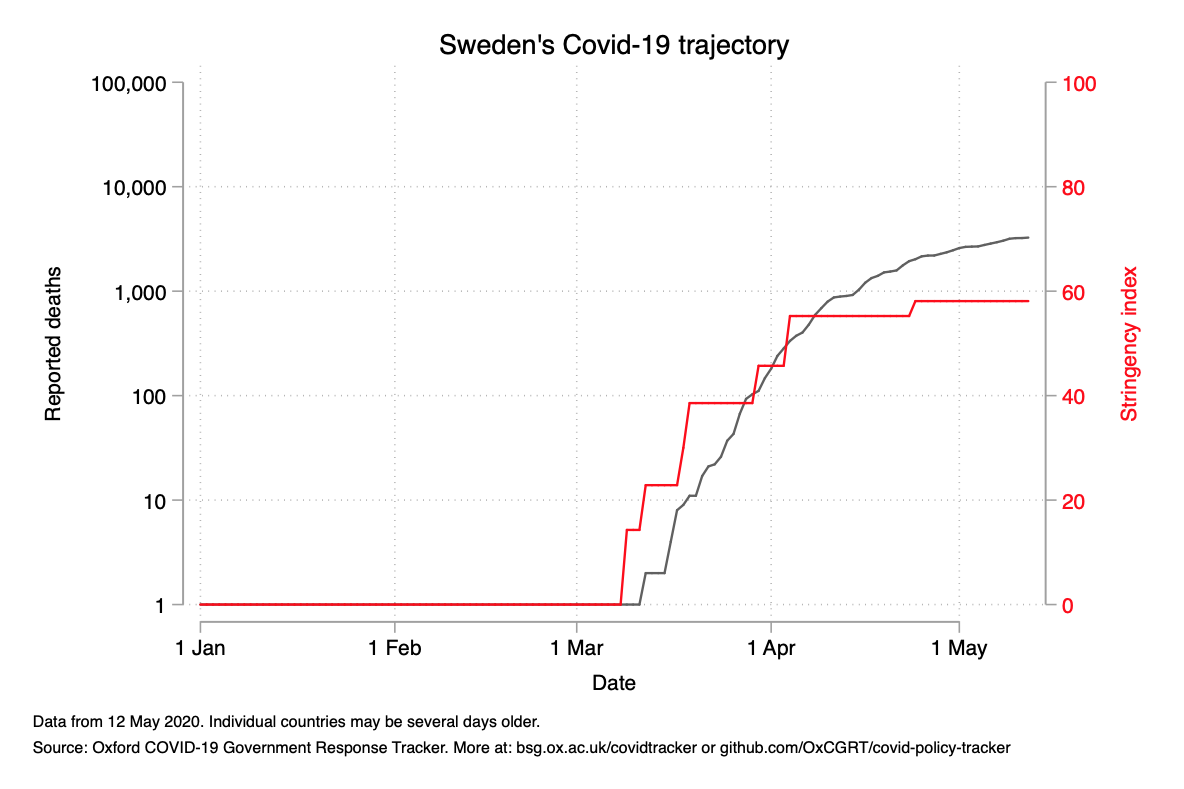 Sweden's Covid-19 trajectory
100,000
10,000
1,000
100
10
1
Reported deaths
100
80
60
40
20
0
Stringency index
1 Jan
1 Feb
1 Mar
1 Apr
1 May
Date
Data from 12 May 2020. Individual countries may be several days older.
Source: Oxford COVID-19 Government Response Tracker. More at: bsg.ox.ac.uk/covidtracker or github.com/OxCGRT/covid-policy-tracker